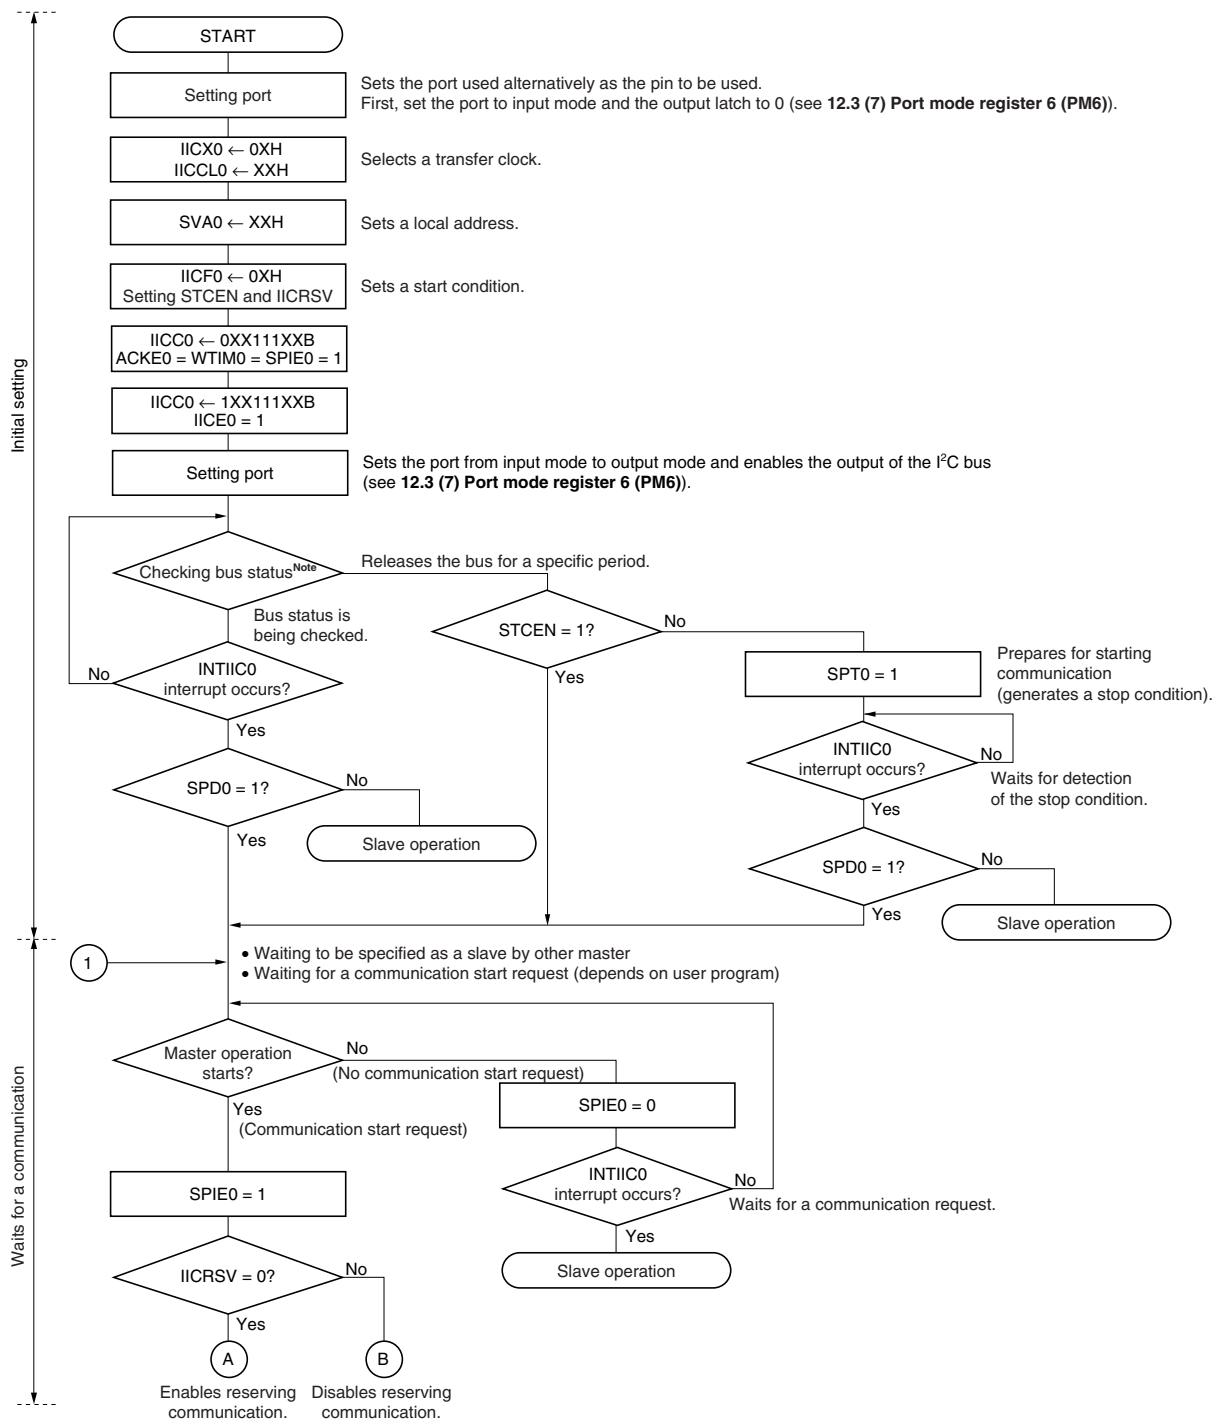 START
Setting port
Sets the port used alternatively as the pin to be used.
First, set the port to input mode and the output latch to 0 (see 12.3 (7) Port mode register 6 (PM6)).
IICX0 ← 0XH
IICCL0 ← XXH
Selects a transfer clock.
SVA0 ← XXH
Sets a local address.
IICF0 ← 0XH
Setting STCEN and IICRSV
Sets a start condition.
IICC0 ← 0XX111XXB
ACKE0 = WTIM0 = SPIE0 = 1
IICC0 ← 1XX111XXB
IICE0 = 1
Initial setting
Setting port
Sets the port from input mode to output mode and enables the output of the I²C bus
(see 12.3 (7) Port mode register 6 (PM6)).
Checking bus status Note
Releases the bus for a specific period.
Bus status is
being checked.
STCEN = 1?
No
Yes
SPT0 = 1
Prepares for starting
communication
(generates a stop condition).
INTIIC0
interrupt occurs?
No
Yes
INTIIC0
interrupt occurs?
No
Waits for detection
of the stop condition.
Yes
SPD0 = 1?
No
Yes
Slave operation
SPD0 = 1?
No
Yes
Slave operation
1
• Waiting to be specified as a slave by other master
• Waiting for a communication start request (depends on user program)
Waits for a communication
Master operation
starts?
No
(No communication start request)
Yes
(Communication start request)
SPIE0 = 0
INTIIC0
interrupt occurs?
No
Waits for a communication request.
Yes
Slave operation
SPIE0 = 1
IICRSV = 0?
No
Yes
A
B
Enables reserving
communication.
Disables reserving
communication.